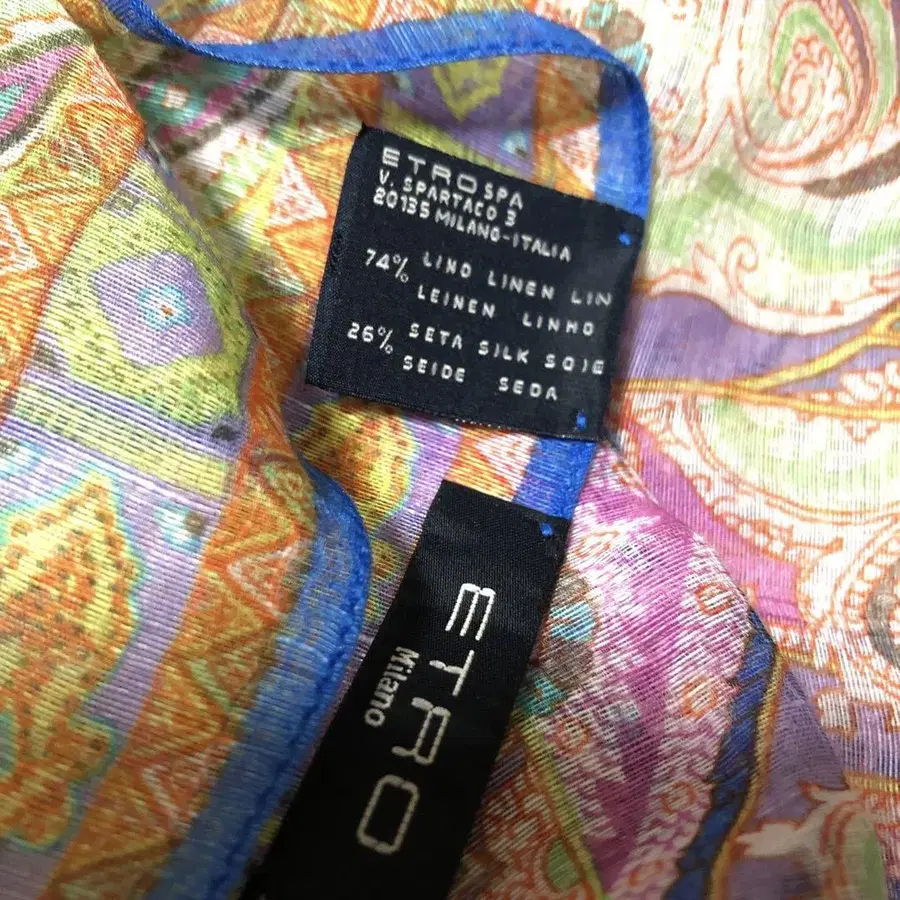 ETRO SPA
V. SPARTACO 3
20135 MILANO-ITALIA
74% LINO LINEN LIN
LEINEN LINHO
26% SETA SILK SOIE
SEIDE SEDA
ETRO
Milano